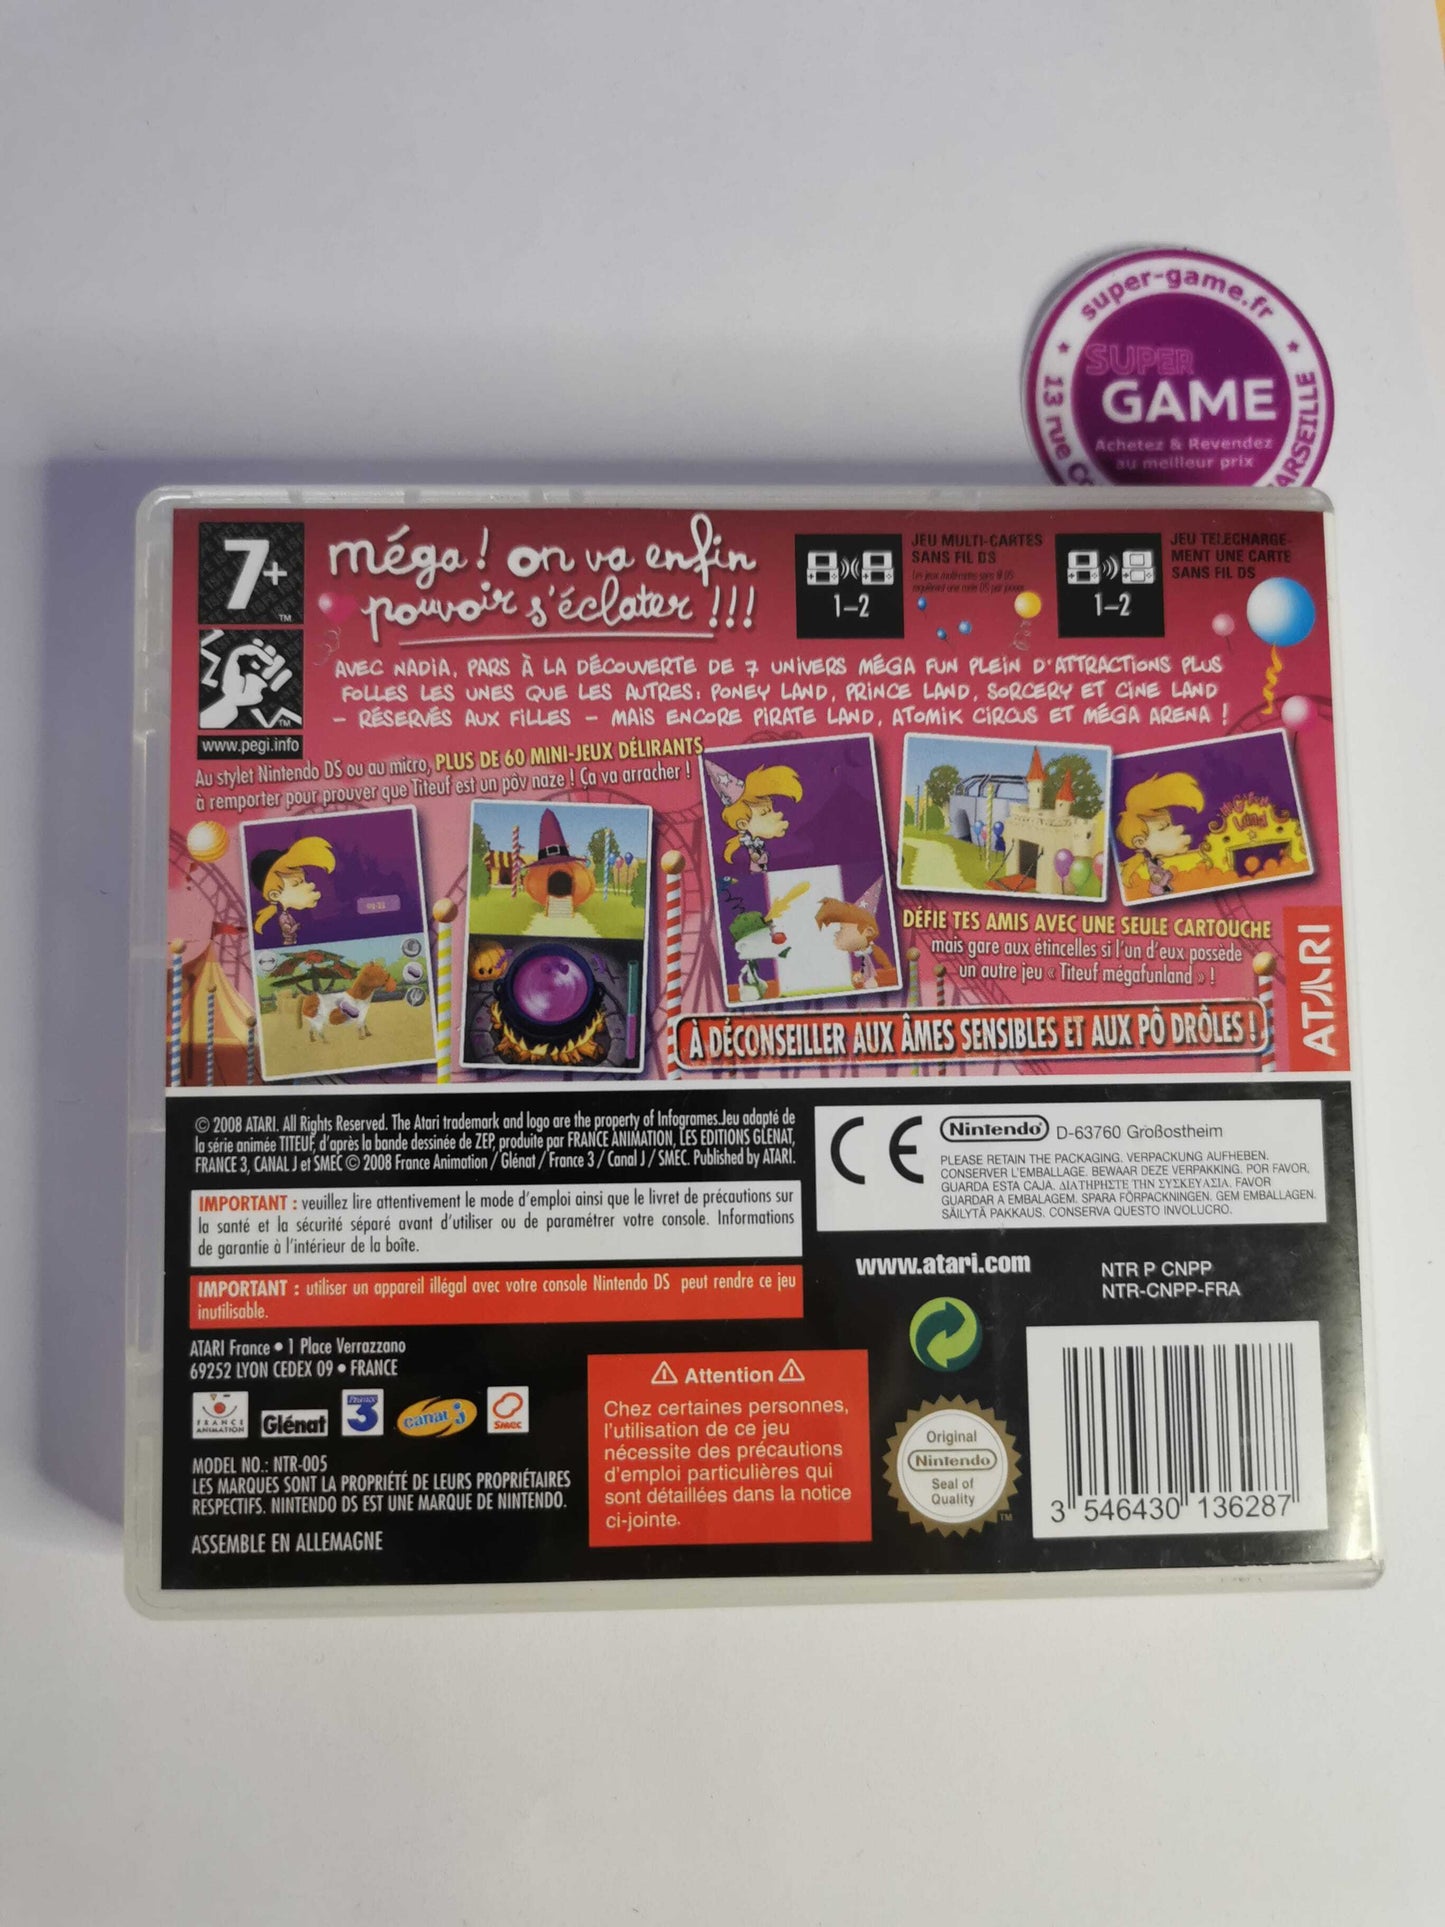 super-game.fr
SUPER
GAME
Achetez & Revendez
au meilleur prix
13 rue
7+
TM
www.pegi.info
TM
méga ! on va enfin
pouvoir s'éclater !!!
1–2
JEU MULTI-CARTES
SANS FIL DS
1–2
JEU TELECHARGE-
MENT UNE CARTE
SANS FIL DS
AVEC NADIA, PARS À LA DÉCOUVERTE DE 7 UNIVERS MÉGA FUN PLEIN D'ATTRACTIONS PLUS
FOLLES LES UNES QUE LES AUTRES: PONEY LAND, PRINCE LAND, SORCERY ET CINE LAND
– RÉSERVÉS AUX FILLES – MAIS ENCORE PIRATE LAND, ATOMIK CIRCUS ET MÉGA ARENA !
Au stylet Nintendo DS ou au micro, PLUS DE 60 MINI-JEUX DÉLIRANTS
à remporter pour prouver que Titeuf est un pôv naze ! Ça va arracher !
DÉFIE TES AMIS AVEC UNE SEULE CARTOUCHE
mais gare aux étincelles si l'un d'eux possède
un autre jeu « Titeuf mégafunland » !
À DÉCONSEILLER AUX ÂMES SENSIBLES ET AUX PÔ DRÔLES !
ATARI
© 2008 ATARI. All Rights Reserved. The Atari trademark and logo are the property of Infogrames.Jeu adapté de
la série animée TITEUF, d'après la bande dessinée de ZEP, produite par FRANCE ANIMATION, LES EDITIONS GLENAT,
FRANCE 3, CANAL J et SMEC © 2008 France Animation / Glénat / France 3 / Canal J / SMEC. Published by ATARI.
IMPORTANT : veuillez lire attentivement le mode d'emploi ainsi que le livret de précautions sur
la santé et la sécurité séparé avant d'utiliser ou de paramétrer votre console. Informations
de garantie à l'intérieur de la boîte.
IMPORTANT : utiliser un appareil illégal avec votre console Nintendo DS peut rendre ce jeu
inutilisable.
ATARI France • 1 Place Verrazzano
69252 LYON CEDEX 09 • FRANCE
FRANCE
ANIMATION
Glénat
France
3
canal J
SMEC
MODEL NO.: NTR-005
LES MARQUES SONT LA PROPRIÉTÉ DE LEURS PROPRIÉTAIRES
RESPECTIFS. NINTENDO DS EST UNE MARQUE DE NINTENDO.
ASSEMBLE EN ALLEMAGNE
Attention
Chez certaines personnes,
l'utilisation de ce jeu
nécessite des précautions
d'emploi particulières qui
sont détaillées dans la notice
ci-jointe.
CE
Nintendo D-63760 Großostheim
PLEASE RETAIN THE PACKAGING. VERPACKUNG AUFHEBEN.
CONSERVER L'EMBALLAGE. BEWAAR DEZE VERPAKKING. POR FAVOR,
GUARDA ESTA CAJA. ΔΙΑΤΗΡΗΣΤΕ ΤΗΝ ΣΥΣΚΕΥΑΣΙΑ. FAVOR
GUARDAR A EMBALAGEM. SPARA FÖRPACKNINGEN. GEM EMBALLAGEN.
SÄILYTÄ PAKKAUS. CONSERVA QUESTO INVOLUCRO.
www.atari.com
NTR P CNPP
NTR-CNPP-FRA
Original
Nintendo
Seal of
Quality
TM
3 546430 136287